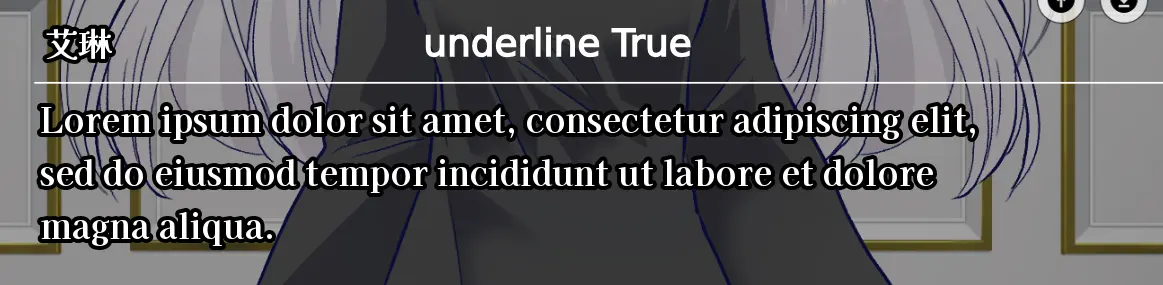 艾琳
underline True
Lorem ipsum dolor sit amet, consectetur adipiscing elit,
sed do eiusmod tempor incididunt ut labore et dolore
magna aliqua.